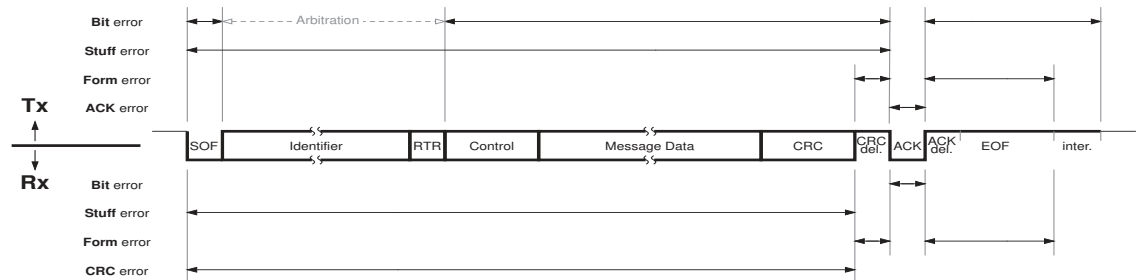 Bit error
Arbitration
Stuff error
Form error
ACK error
Tx
SOF
Identifier
RTR
Control
Message Data
CRC
CRC del.
ACK
ACK del.
EOF
inter.
Rx
Bit error
Stuff error
Form error
CRC error